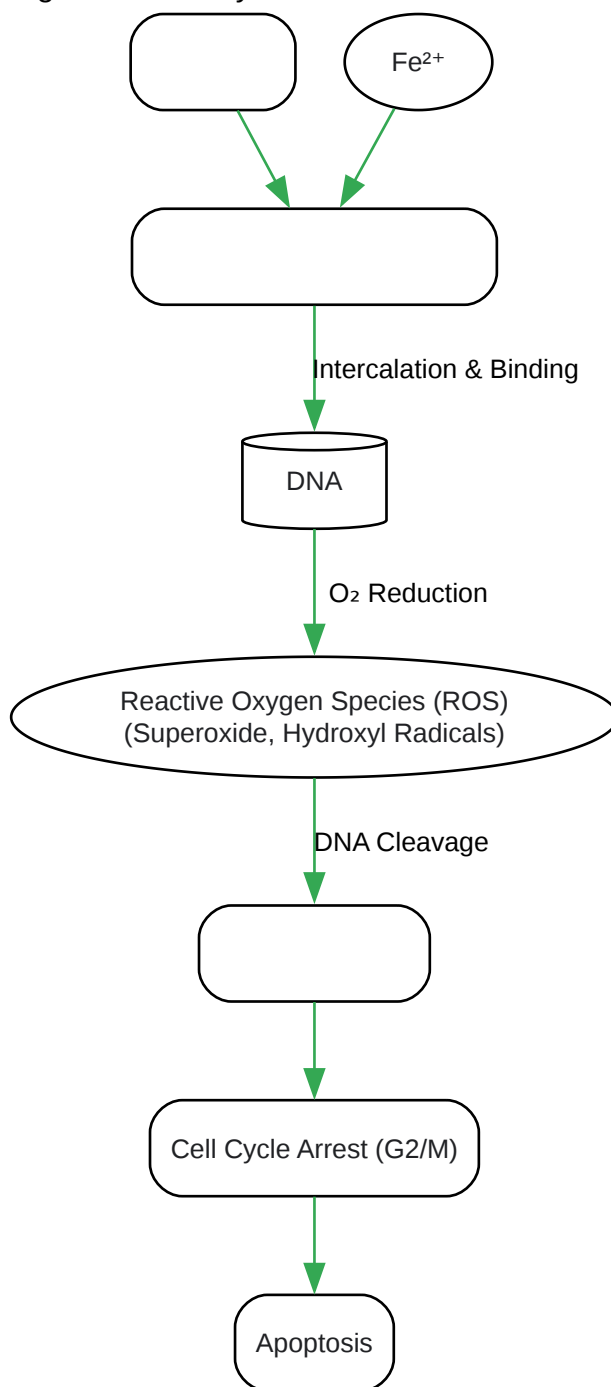 Fe²⁺
Intercalation & Binding
DNA
O₂ Reduction
Reactive Oxygen Species (ROS)
(Superoxide, Hydroxyl Radicals)
DNA Cleavage
Cell Cycle Arrest (G2/M)
Apoptosis